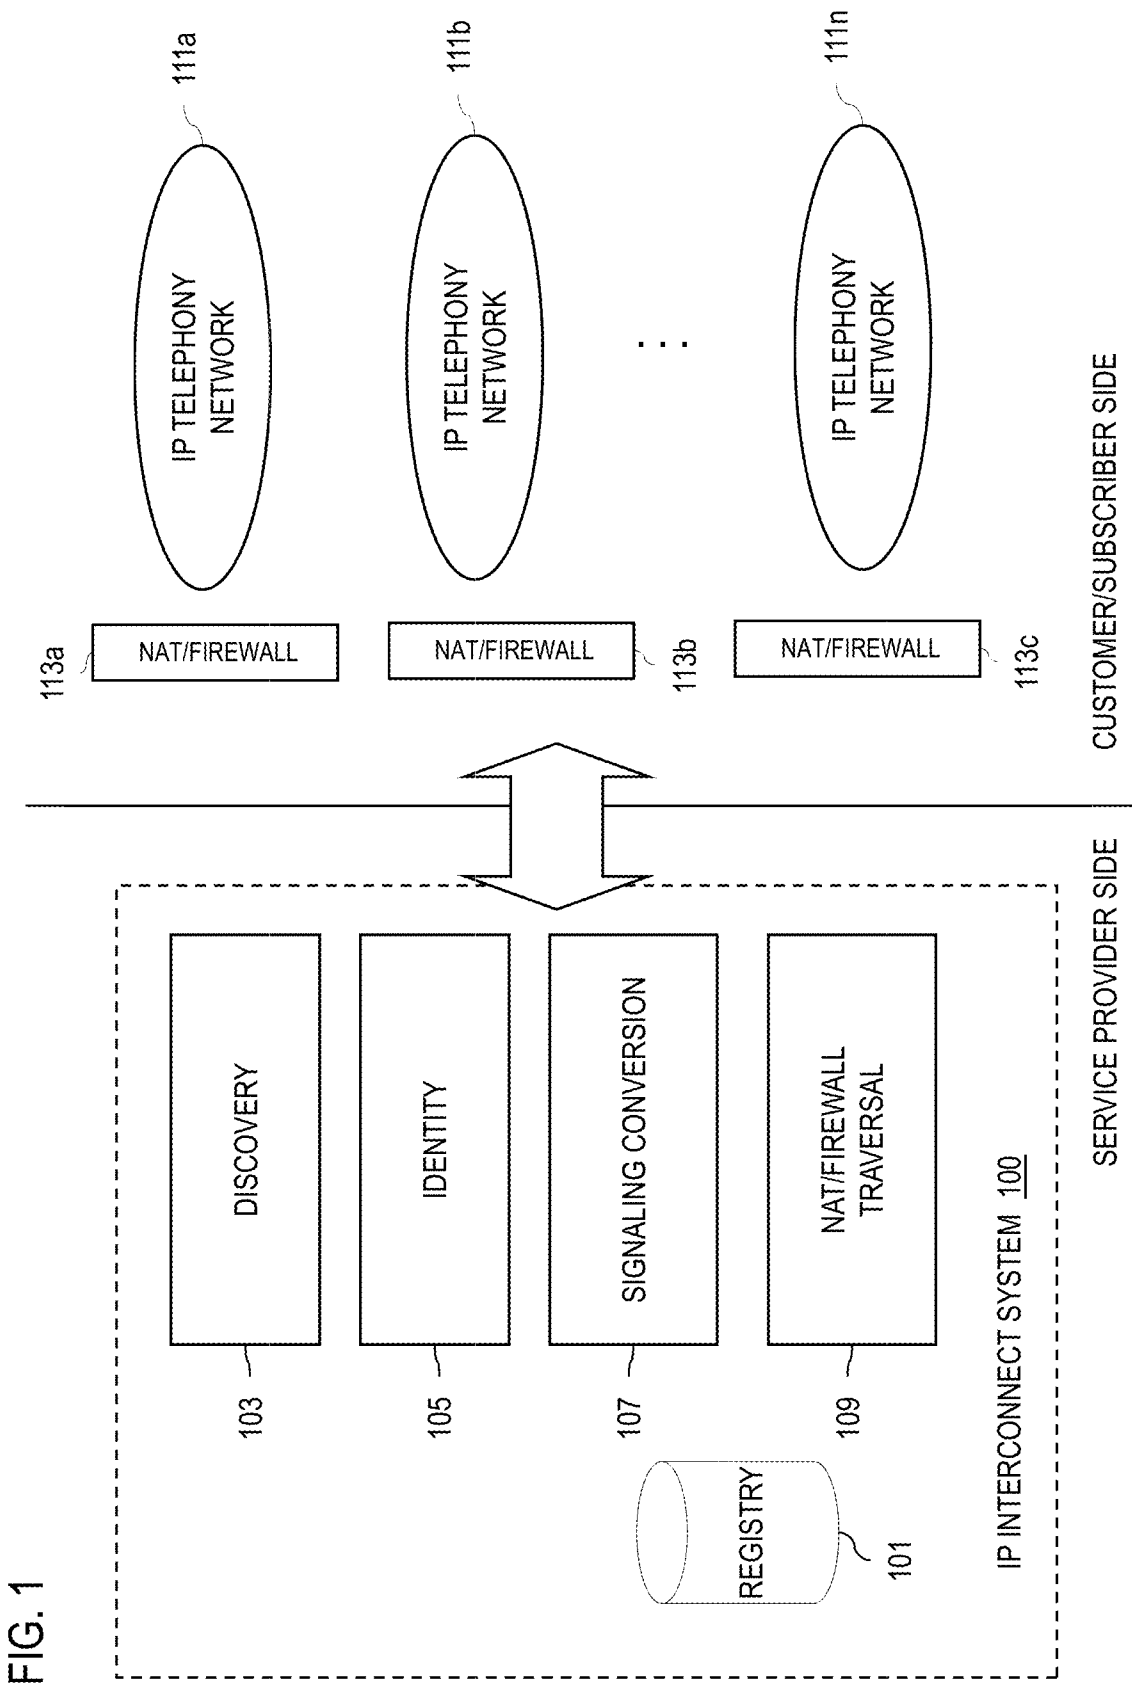 FIG. 1
DISCOVERY
103
IDENTITY
105
SIGNALING CONVERSION
107
NAT/FIREWALL
TRAVERSAL
109
REGISTRY
101
IP INTERCONNECT SYSTEM 100
SERVICE PROVIDER SIDE
113a
NAT/FIREWALL
IP TELEPHONY
NETWORK
111a
NAT/FIREWALL
113b
IP TELEPHONY
NETWORK
111b
. . .
NAT/FIREWALL
113c
IP TELEPHONY
NETWORK
111n
CUSTOMER/SUBSCRIBER SIDE